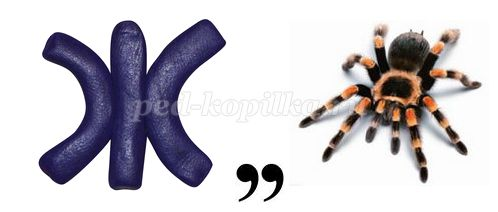 Ж ,,
ped-kopilka